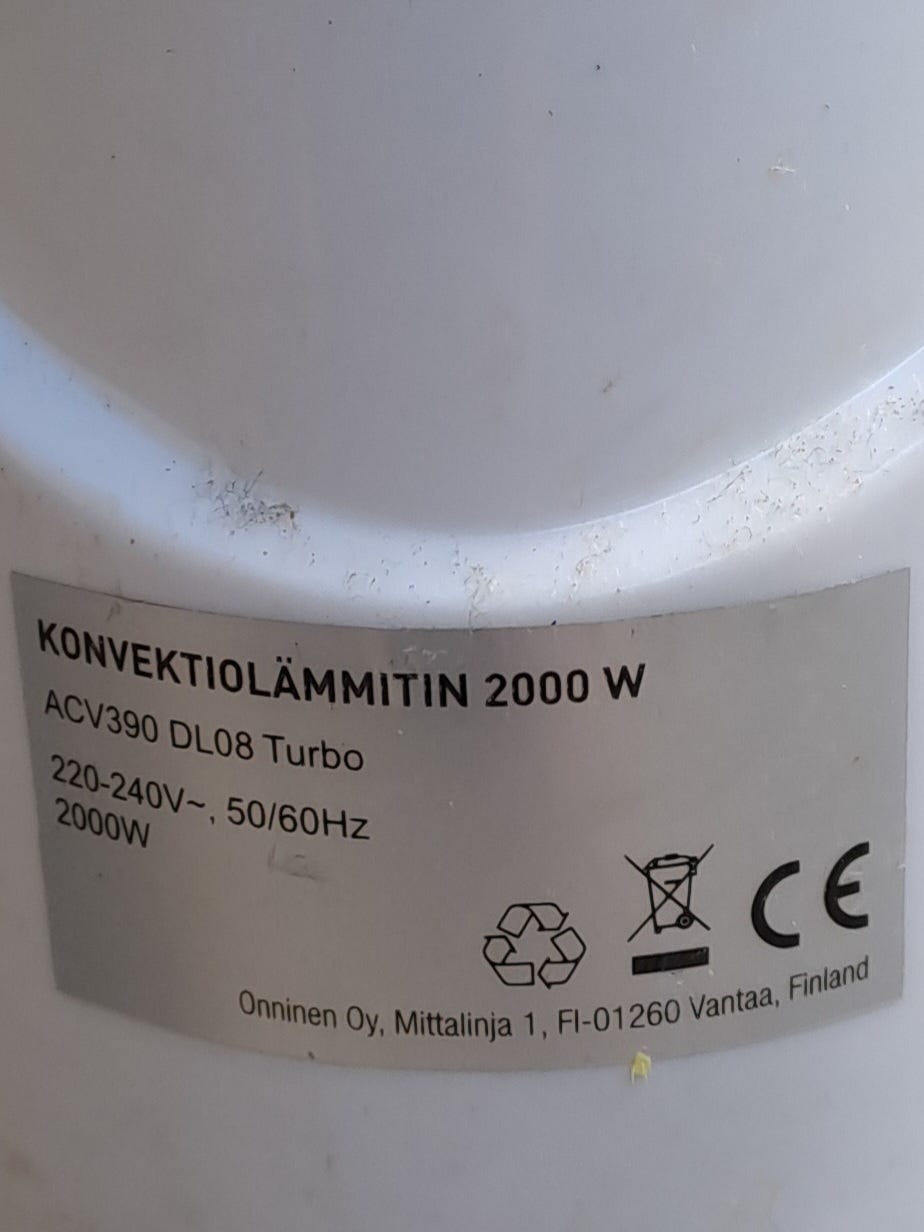 KONVEKTIOLÄMMITIN 2000 W
ACV390 DL08 Turbo
220-240V~, 50/60Hz
2000W
CE
Onninen Oy, Mittalinja 1, FI-01260 Vantaa, Finland